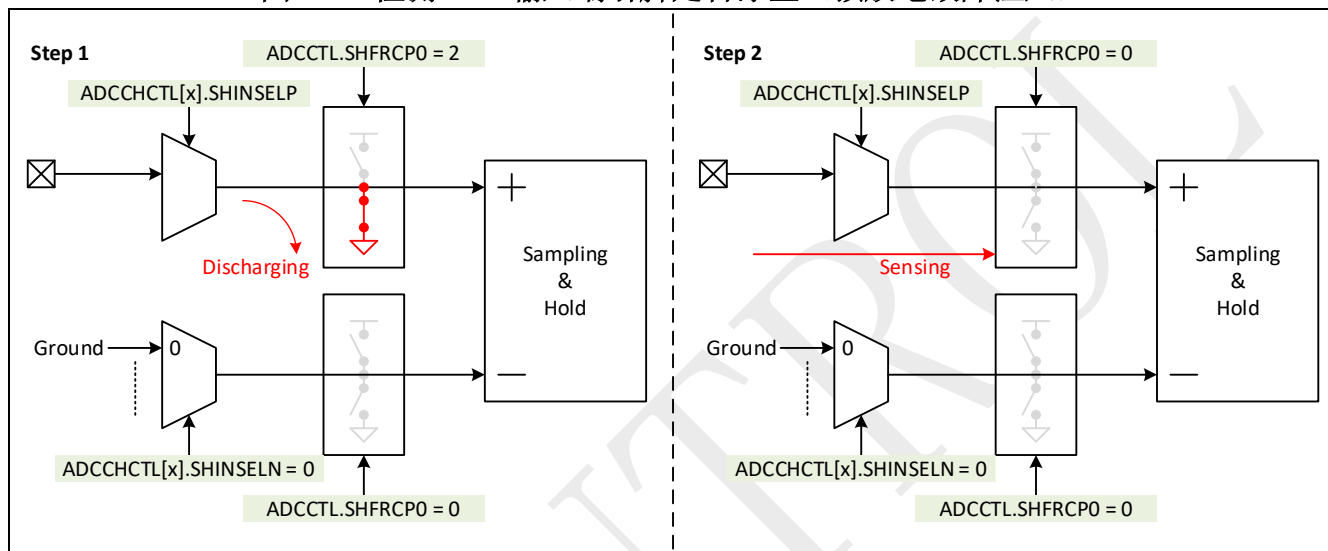 Step 1
ADCCTL.SHFRCP0 = 2
ADCCHCTL[x].SHINSELP
Discharging
+
Sampling
&
Hold
Ground
0
—
ADCCHCTL[x].SHINSELN = 0
ADCCTL.SHFRCP0 = 0
Step 2
ADCCTL.SHFRCP0 = 0
ADCCHCTL[x].SHINSELP
Sensing
+
Sampling
&
Hold
Ground
0
—
ADCCHCTL[x].SHINSELN = 0
ADCCTL.SHFRCP0 = 0